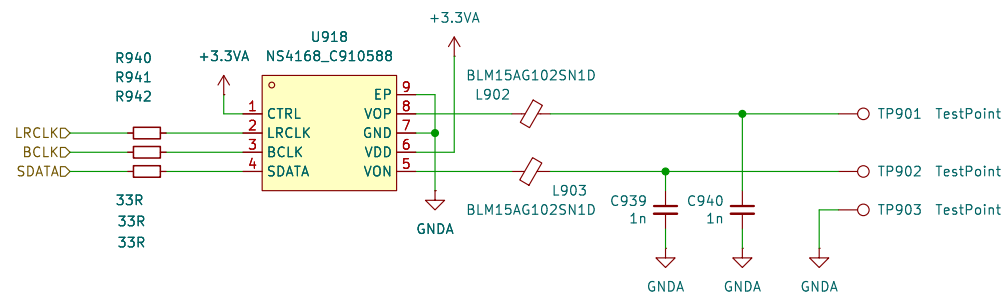 +3.3VA
U918
NS4168_C910588
R940
R941
R942
+3.3VA
BLM15AG102SN1D
L902
1 CTRL
2 LRCLK
3 BCLK
4 SDATA
EP 9
VOP 8
GND 7
VDD 6
VON 5
LRCLK
BCLK
SDATA
TP901 TestPoint
TP902 TestPoint
TP903 TestPoint
33R
33R
33R
L903
BLM15AG102SN1D
C939
1n
C940
1n
GNDA
GNDA
GNDA
GNDA